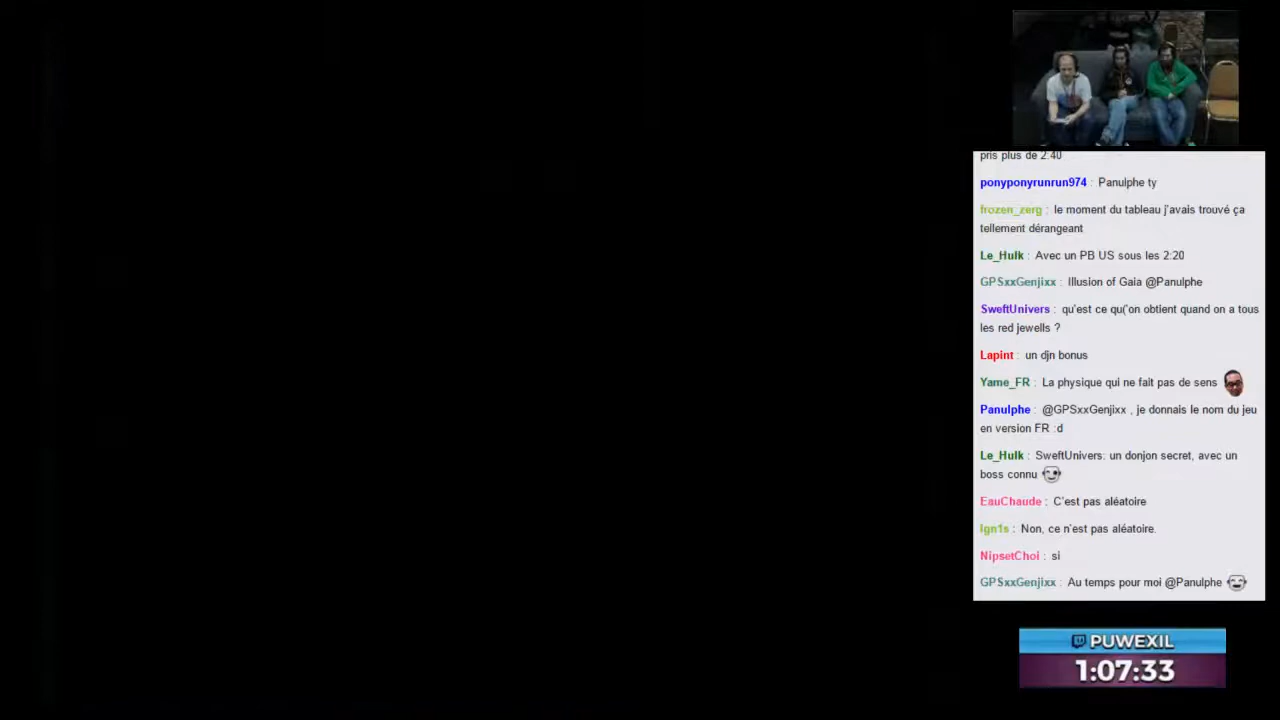 pris plus de 2:40
ponyponyrunrun974 : Panulphe ty
frozen_zerg : le moment du tableau j'avais trouvé ça
tellement dérangeant
Le_Hulk : Avec un PB US sous les 2:20
GPSxxGenjixx : Illusion of Gaia @Panulphe
SweftUnivers : qu'est ce qu('on obtient quand on a tous
les red jewells ?
Lapint : un djn bonus
Yame_FR : La physique qui ne fait pas de sens
Panulphe : @GPSxxGenjixx , je donnais le nom du jeu
en version FR :d
Le_Hulk : SweftUnivers: un donjon secret, avec un
boss connu
EauChaude : C'est pas aléatoire
Ign1s : Non, ce n'est pas aléatoire.
NipsetChoi : si
GPSxxGenjixx : Au temps pour moi @Panulphe
PUWEXIL
1:07:33